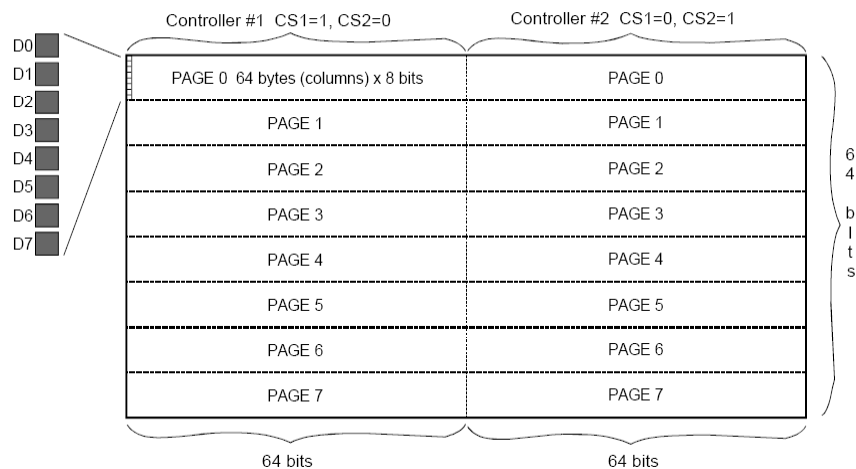 Controller #1 CS1=1, CS2=0
Controller #2 CS1=0, CS2=1
D0
D1
D2
D3
D4
D5
D6
D7
PAGE 0 64 bytes (columns) x 8 bits
PAGE 0
PAGE 1
PAGE 1
PAGE 2
PAGE 2
PAGE 3
PAGE 3
PAGE 4
PAGE 4
PAGE 5
PAGE 5
PAGE 6
PAGE 6
PAGE 7
PAGE 7
64 bits
64 bits
64 bIts